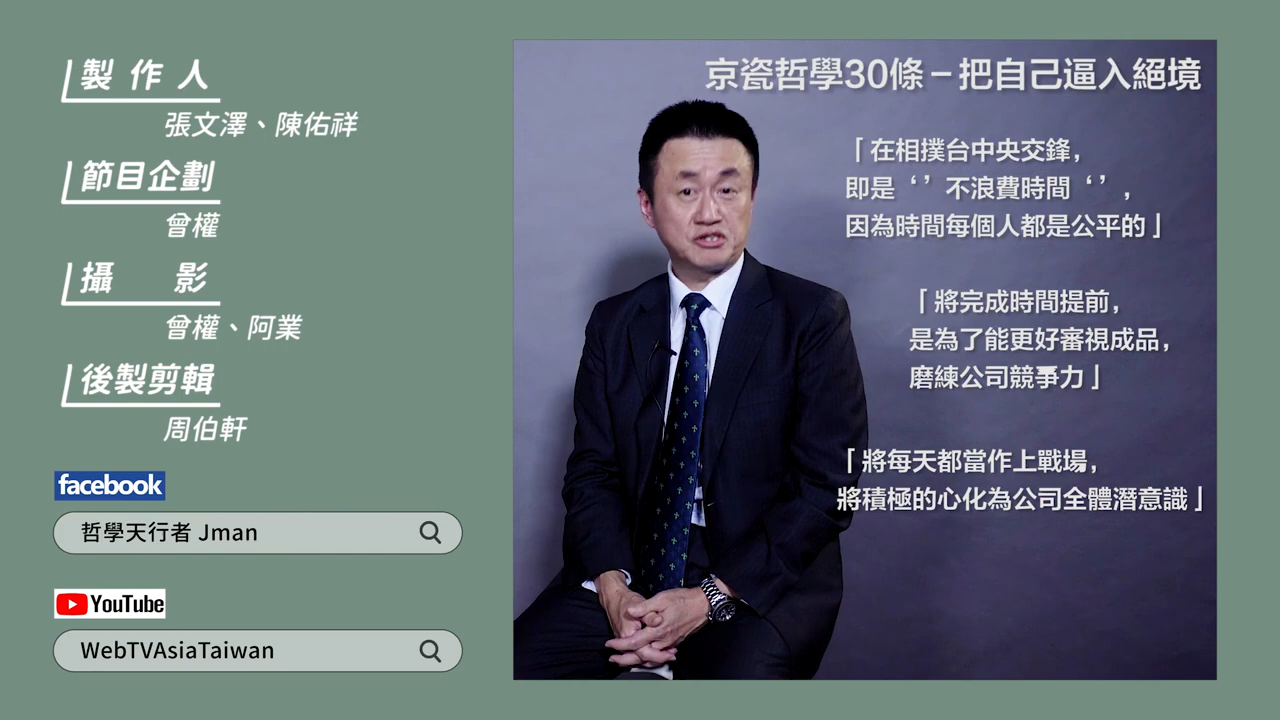 製作人
張文澤、陳佑祥
節目企劃
曾權
攝影
曾權、阿業
後製剪輯
周伯軒
facebook
哲學天行者 Jman
YouTube
WebTVAsiaTaiwan
京瓷哲學30條－把自己逼入絕境
「在相撲台中央交鋒，
即是‘’不浪費時間‘’，
因為時間每個人都是公平的」
「將完成時間提前，
是為了能更好審視成品，
磨練公司競爭力」
「將每天都當作上戰場，
將積極的心化為公司全體潛意識」